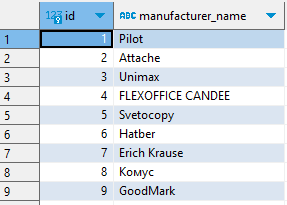 123 id ABC manufacturer_name
1 1 Pilot
2 2 Attache
3 3 Unimax
4 4 FLEXOFFICE CANDEE
5 5 Svetocopy
6 6 Hatber
7 7 Erich Krause
8 8 Комус
9 9 GoodMark